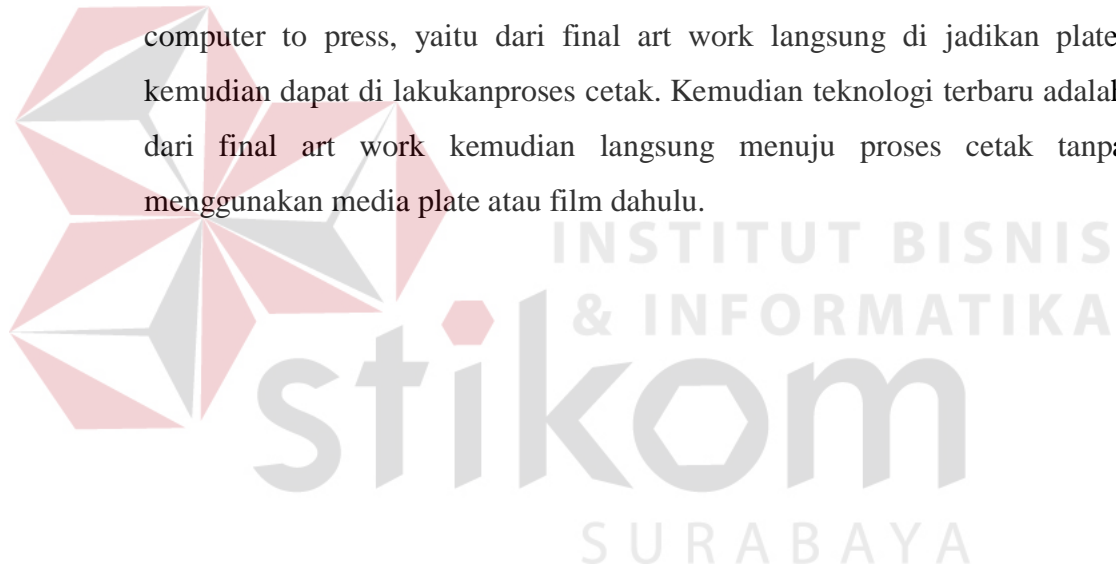 computer to press, yaitu dari final art work langsung di jadikan plate
kemudian dapat di lakukanproses cetak. Kemudian teknologi terbaru adalah
dari final art work kemudian langsung menuju proses cetak tanpa
menggunakan media plate atau film dahulu.
INSTITUT BISNIS
& INFORMATIKA
stikom
SURABAYA